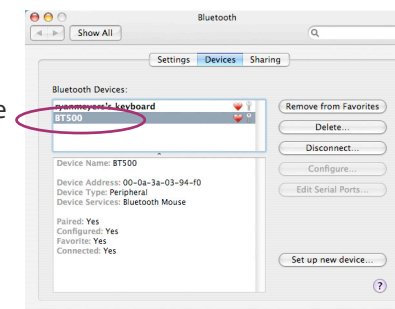 Bluetooth
Show All
Settings Devices Sharing
Bluetooth Devices:
ryanmeyers's keyboard
BT500
Remove from Favorites
Delete...
Disconnect...
Configure...
Edit Serial Ports...
Device Name: BT500
Device Address: 00-0a-3a-03-94-f0
Device Type: Peripheral
Device Services: Bluetooth Mouse
Paired: Yes
Configured: Yes
Favorite: Yes
Connected: Yes
Set up new device...
?
e